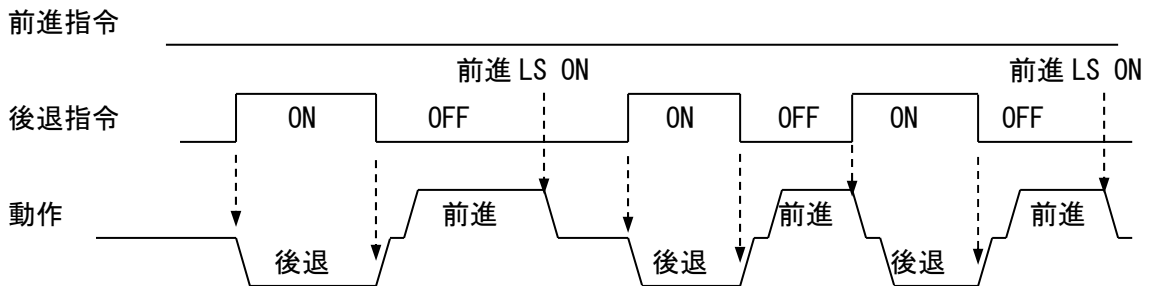 前進指令
前進 LS ON 前進 LS ON
後退指令 ON OFF ON OFF ON OFF
動作 前進 前進 前進
後退 後退 後退